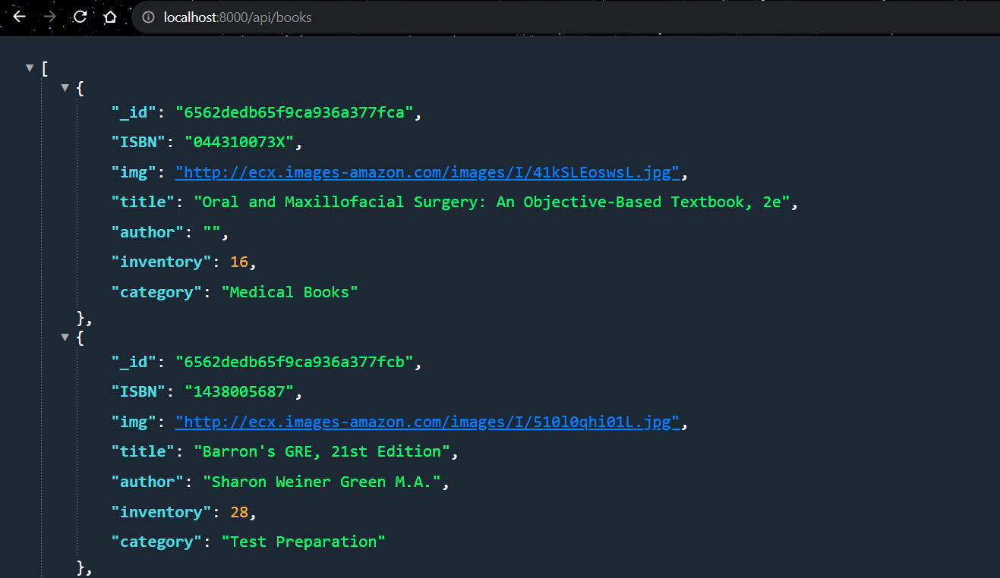 localhost:8000/api/books
[
{
"_id": "6562dedb65f9ca936a377fca",
"ISBN": "044310073X",
"img": "http://ecx.images-amazon.com/images/I/41kSLEoswsL.jpg",
"title": "Oral and Maxillofacial Surgery: An Objective-Based Textbook, 2e",
"author": "",
"inventory": 16,
"category": "Medical Books"
},
{
"_id": "6562dedb65f9ca936a377fcb",
"ISBN": "1438005687",
"img": "http://ecx.images-amazon.com/images/I/510l0qhi01L.jpg",
"title": "Barron's GRE, 21st Edition",
"author": "Sharon Weiner Green M.A.",
"inventory": 28,
"category": "Test Preparation"
},